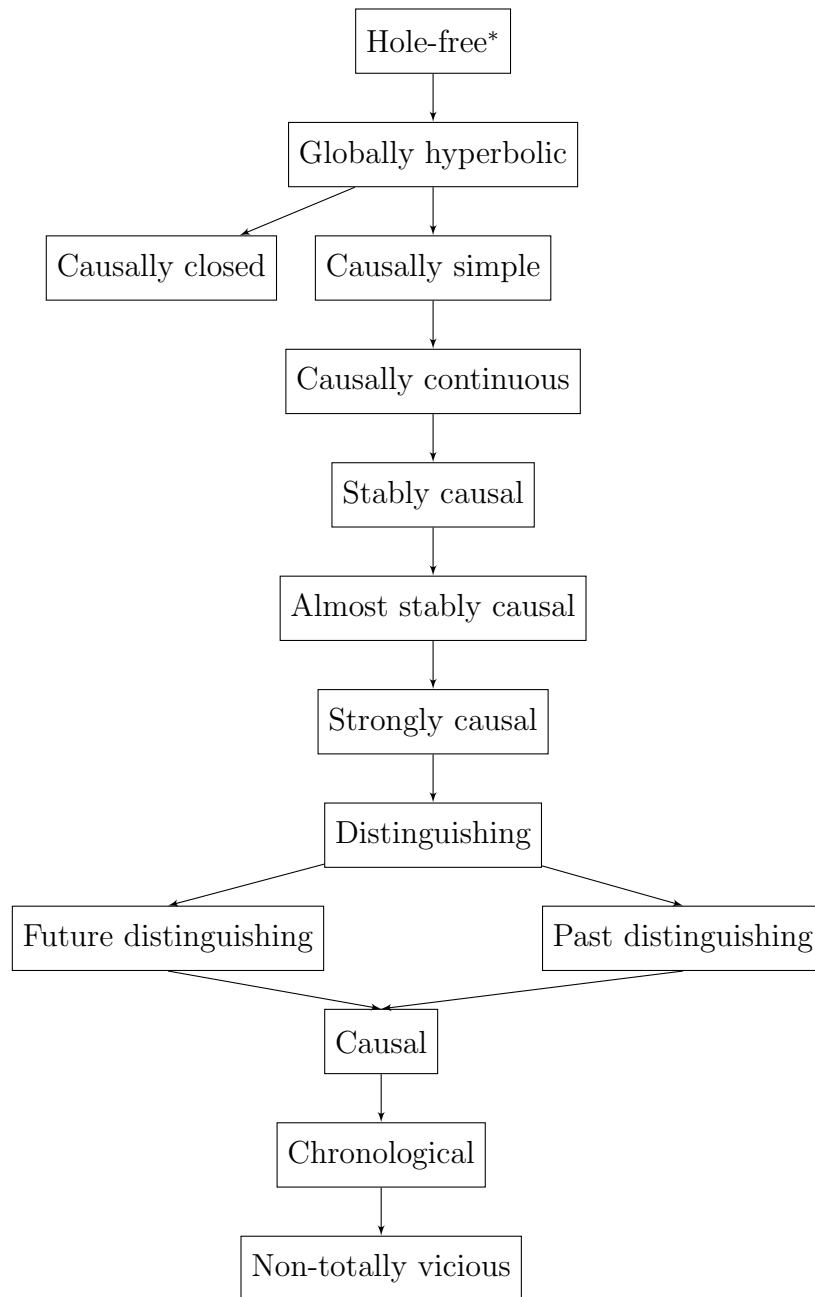 Hole-free*
Globally hyperbolic
Causally closed
Causally simple
Causally continuous
Stably causal
Almost stably causal
Strongly causal
Distinguishing
Future distinguishing
Past distinguishing
Causal
Chronological
Non-totally vicious